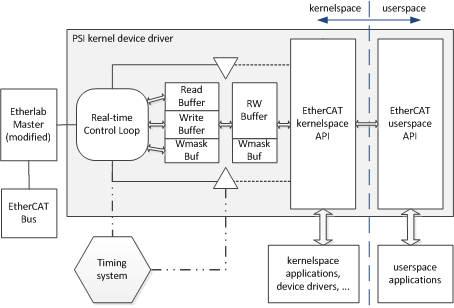 kernelspace
userspace
PSI kernel device driver
Etherlab
Master
(modified)
EtherCAT
Bus
Real-time
Control Loop
Read
Buffer
Write
Buffer
Wmask
Buf
RW
Buffer
Wmask
Buf
EtherCAT
kernelspace
API
EtherCAT
userspace
API
Timing
system
kernelspace
applications,
device drivers, ...
userspace
applications